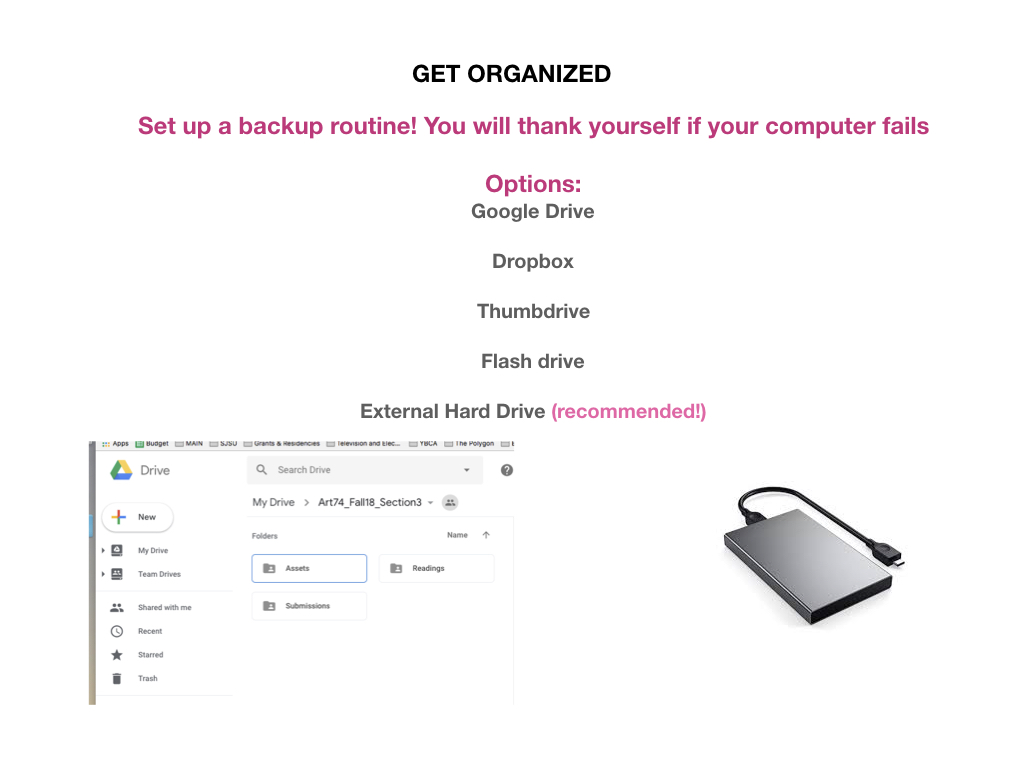 GET ORGANIZED
Set up a backup routine! You will thank yourself if your computer fails
Options:
Google Drive
Dropbox
Thumbdrive
Flash drive
External Hard Drive (recommended!)
Apps Budget MAIN SJSU Grants & Residencies Television and Elec... YBCA The Polygon
Drive
Search Drive
?
My Drive > Art74_Fall18_Section3
New
Folders
Name
My Drive
Assets
Readings
Team Drives
Submissions
Shared with me
Recent
Starred
Trash